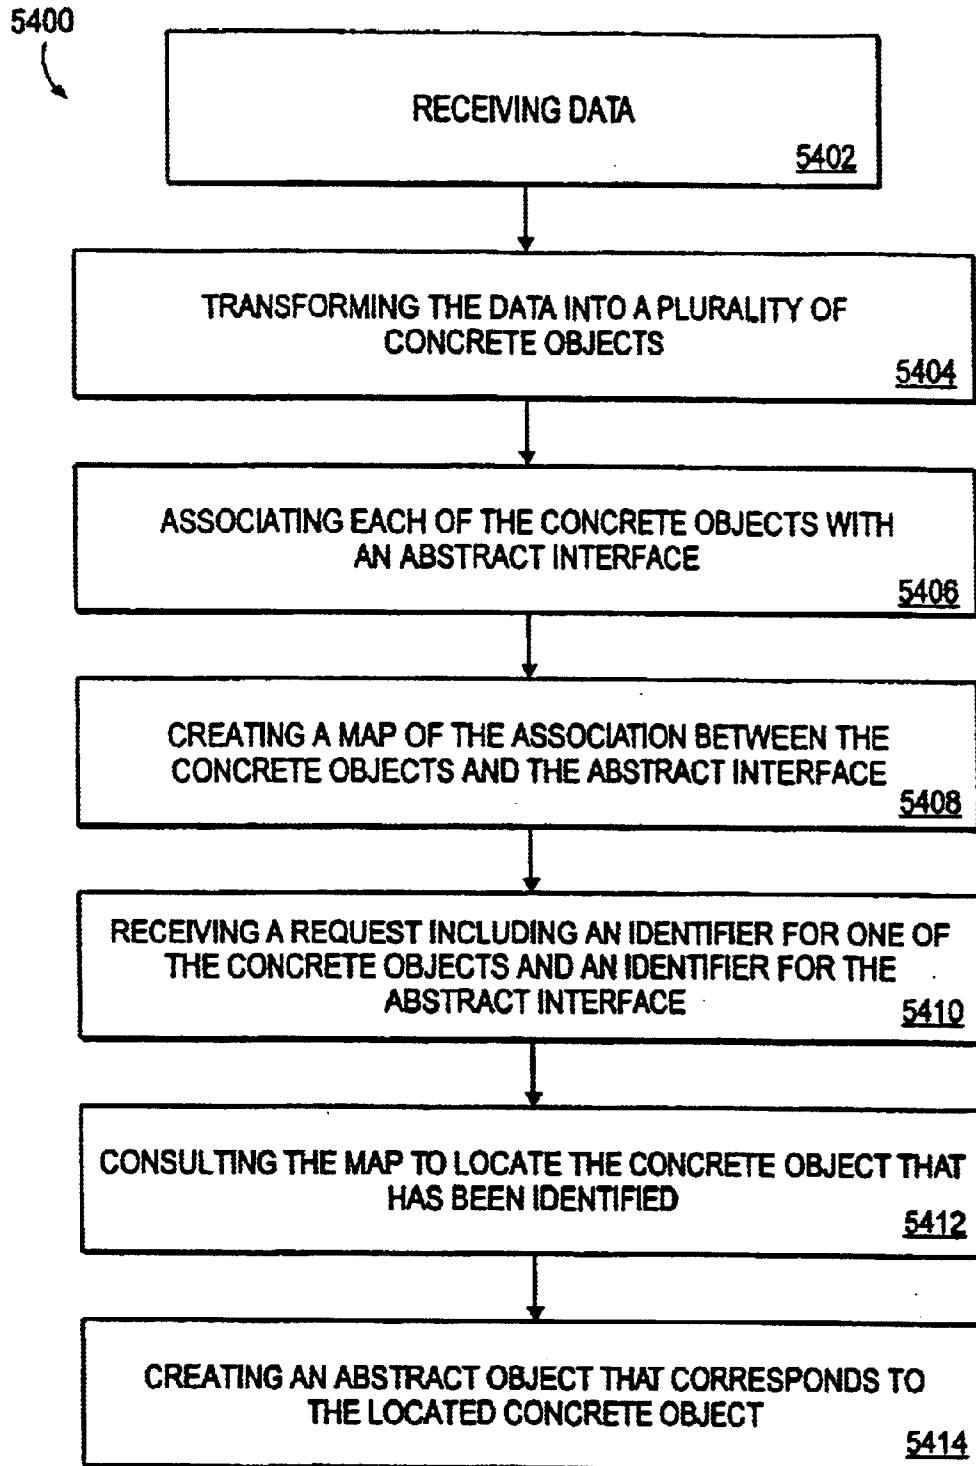 5400
RECEIVING DATA
5402
TRANSFORMING THE DATA INTO A PLURALITY OF
CONCRETE OBJECTS
5404
ASSOCIATING EACH OF THE CONCRETE OBJECTS WITH
AN ABSTRACT INTERFACE
5406
CREATING A MAP OF THE ASSOCIATION BETWEEN THE
CONCRETE OBJECTS AND THE ABSTRACT INTERFACE
5408
RECEIVING A REQUEST INCLUDING AN IDENTIFIER FOR ONE OF
THE CONCRETE OBJECTS AND AN IDENTIFIER FOR THE
ABSTRACT INTERFACE
5410
CONSULTING THE MAP TO LOCATE THE CONCRETE OBJECT THAT
HAS BEEN IDENTIFIED
5412
CREATING AN ABSTRACT OBJECT THAT CORRESPONDS TO
THE LOCATED CONCRETE OBJECT
5414